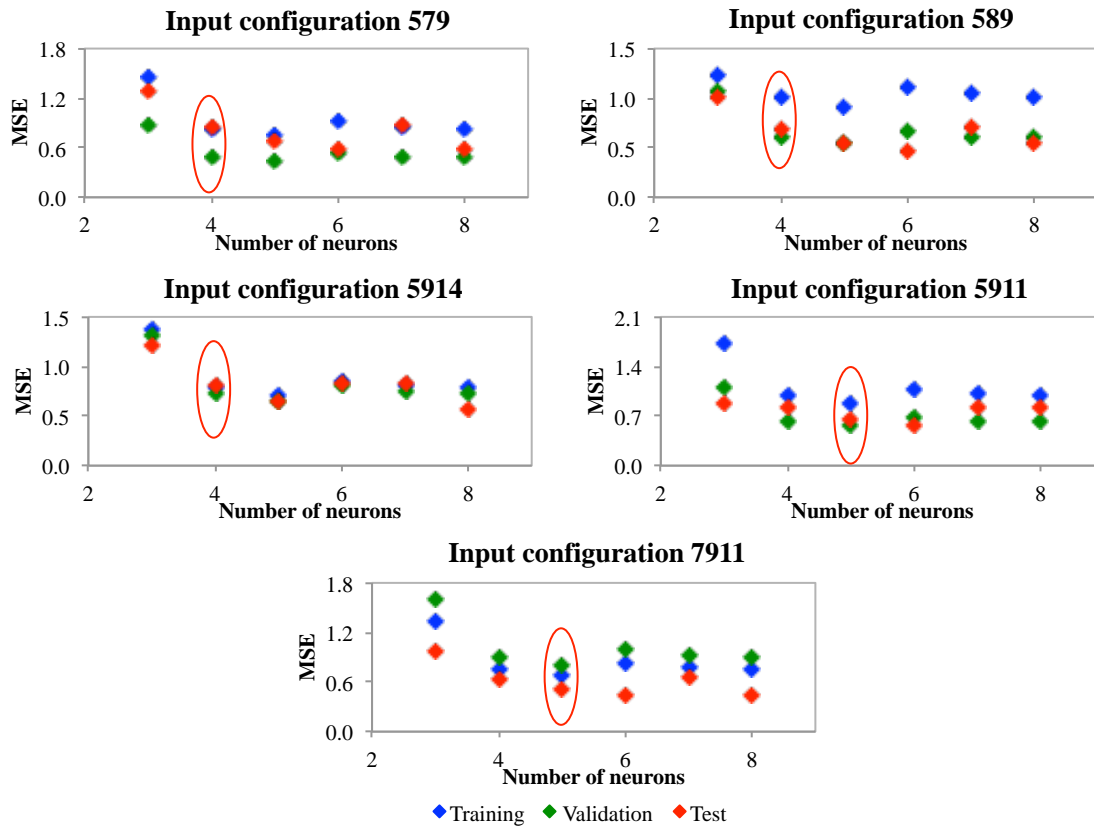 Input configuration 579
MSE
1.8
1.2
0.6
0.0
2
4
6
8
Number of neurons
Input configuration 589
MSE
1.5
1.0
0.5
0.0
2
4
6
8
Number of neurons
Input configuration 5914
MSE
1.5
1.0
0.5
0.0
2
4
6
8
Number of neurons
Input configuration 5911
MSE
2.1
1.4
0.7
0.0
2
4
6
8
Number of neurons
Input configuration 7911
MSE
1.8
1.2
0.6
0.0
2
4
6
8
Number of neurons
Training Validation Test